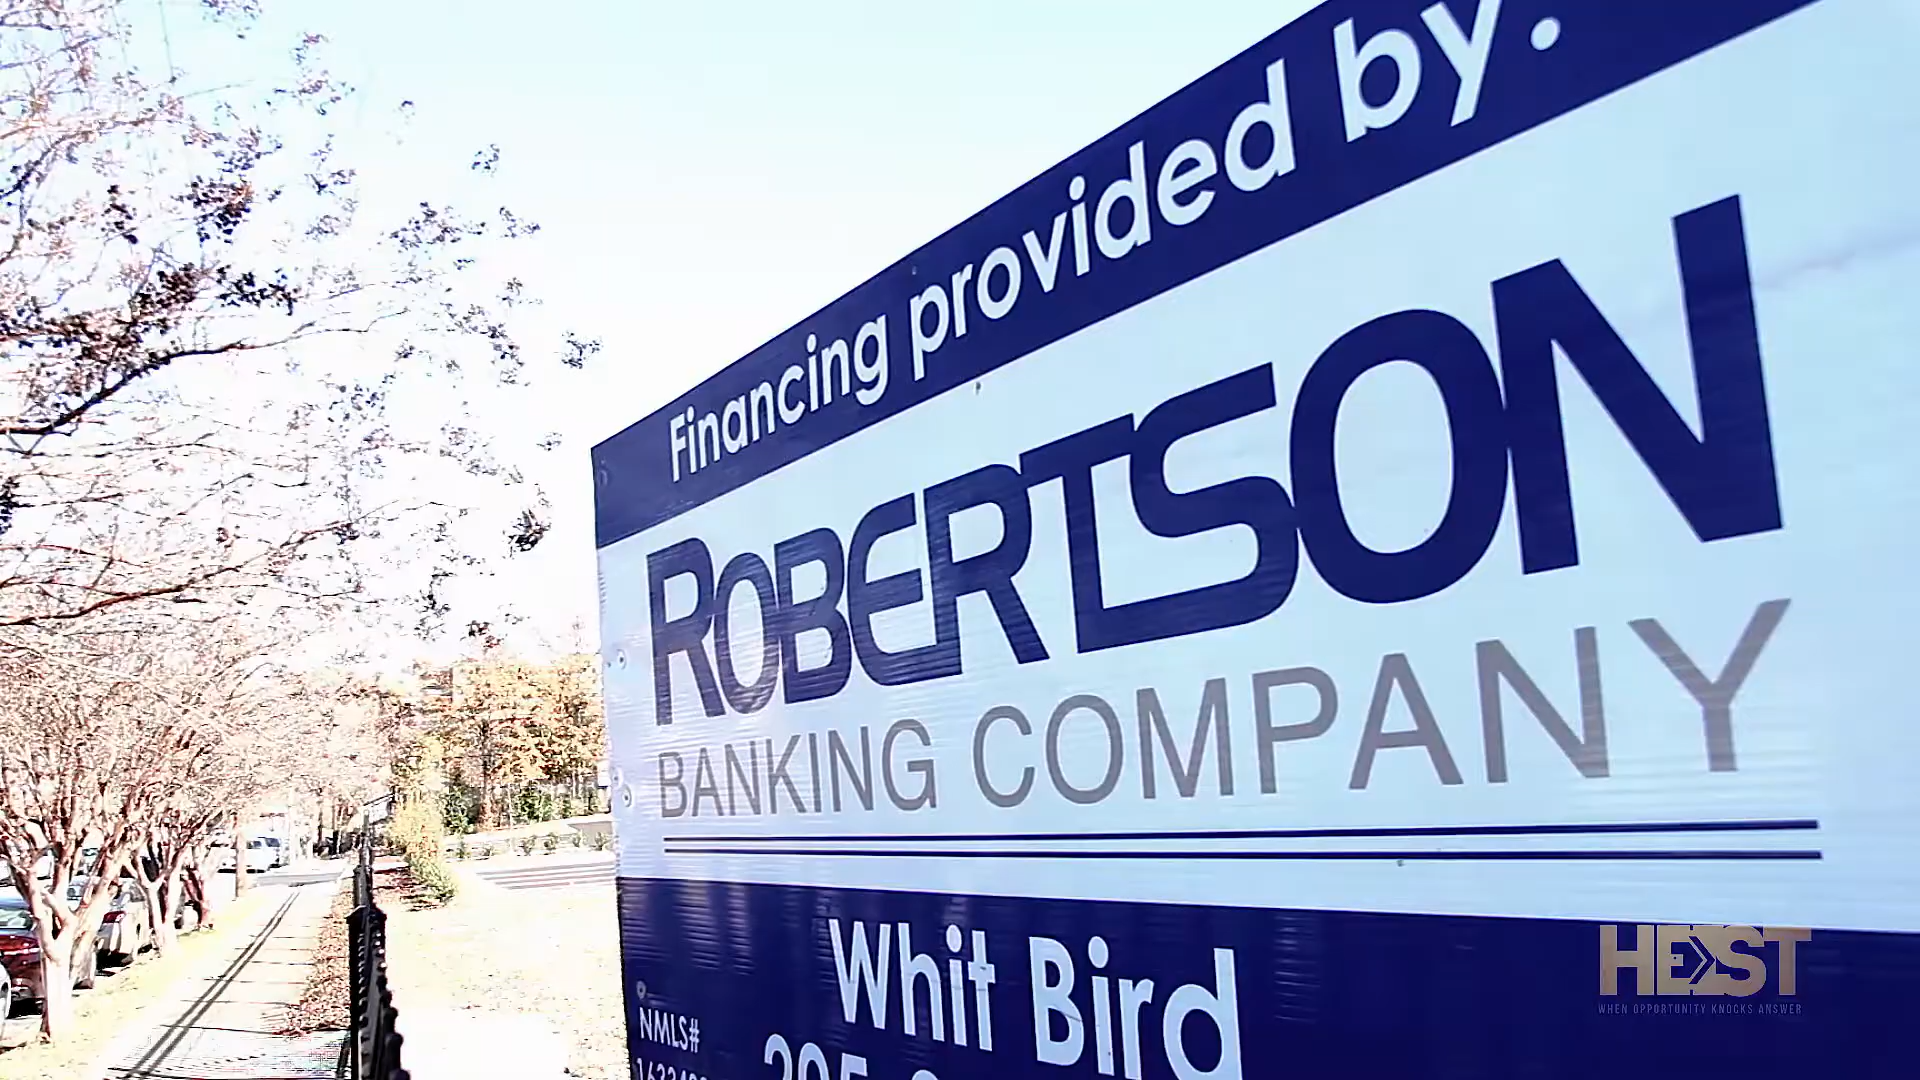 Financing provided by:
ROBERTSON
BANKING COMPANY
Whit Bird
NMLS#
HEIST
WHEN OPPORTUNITY KNOCKS ANSWER